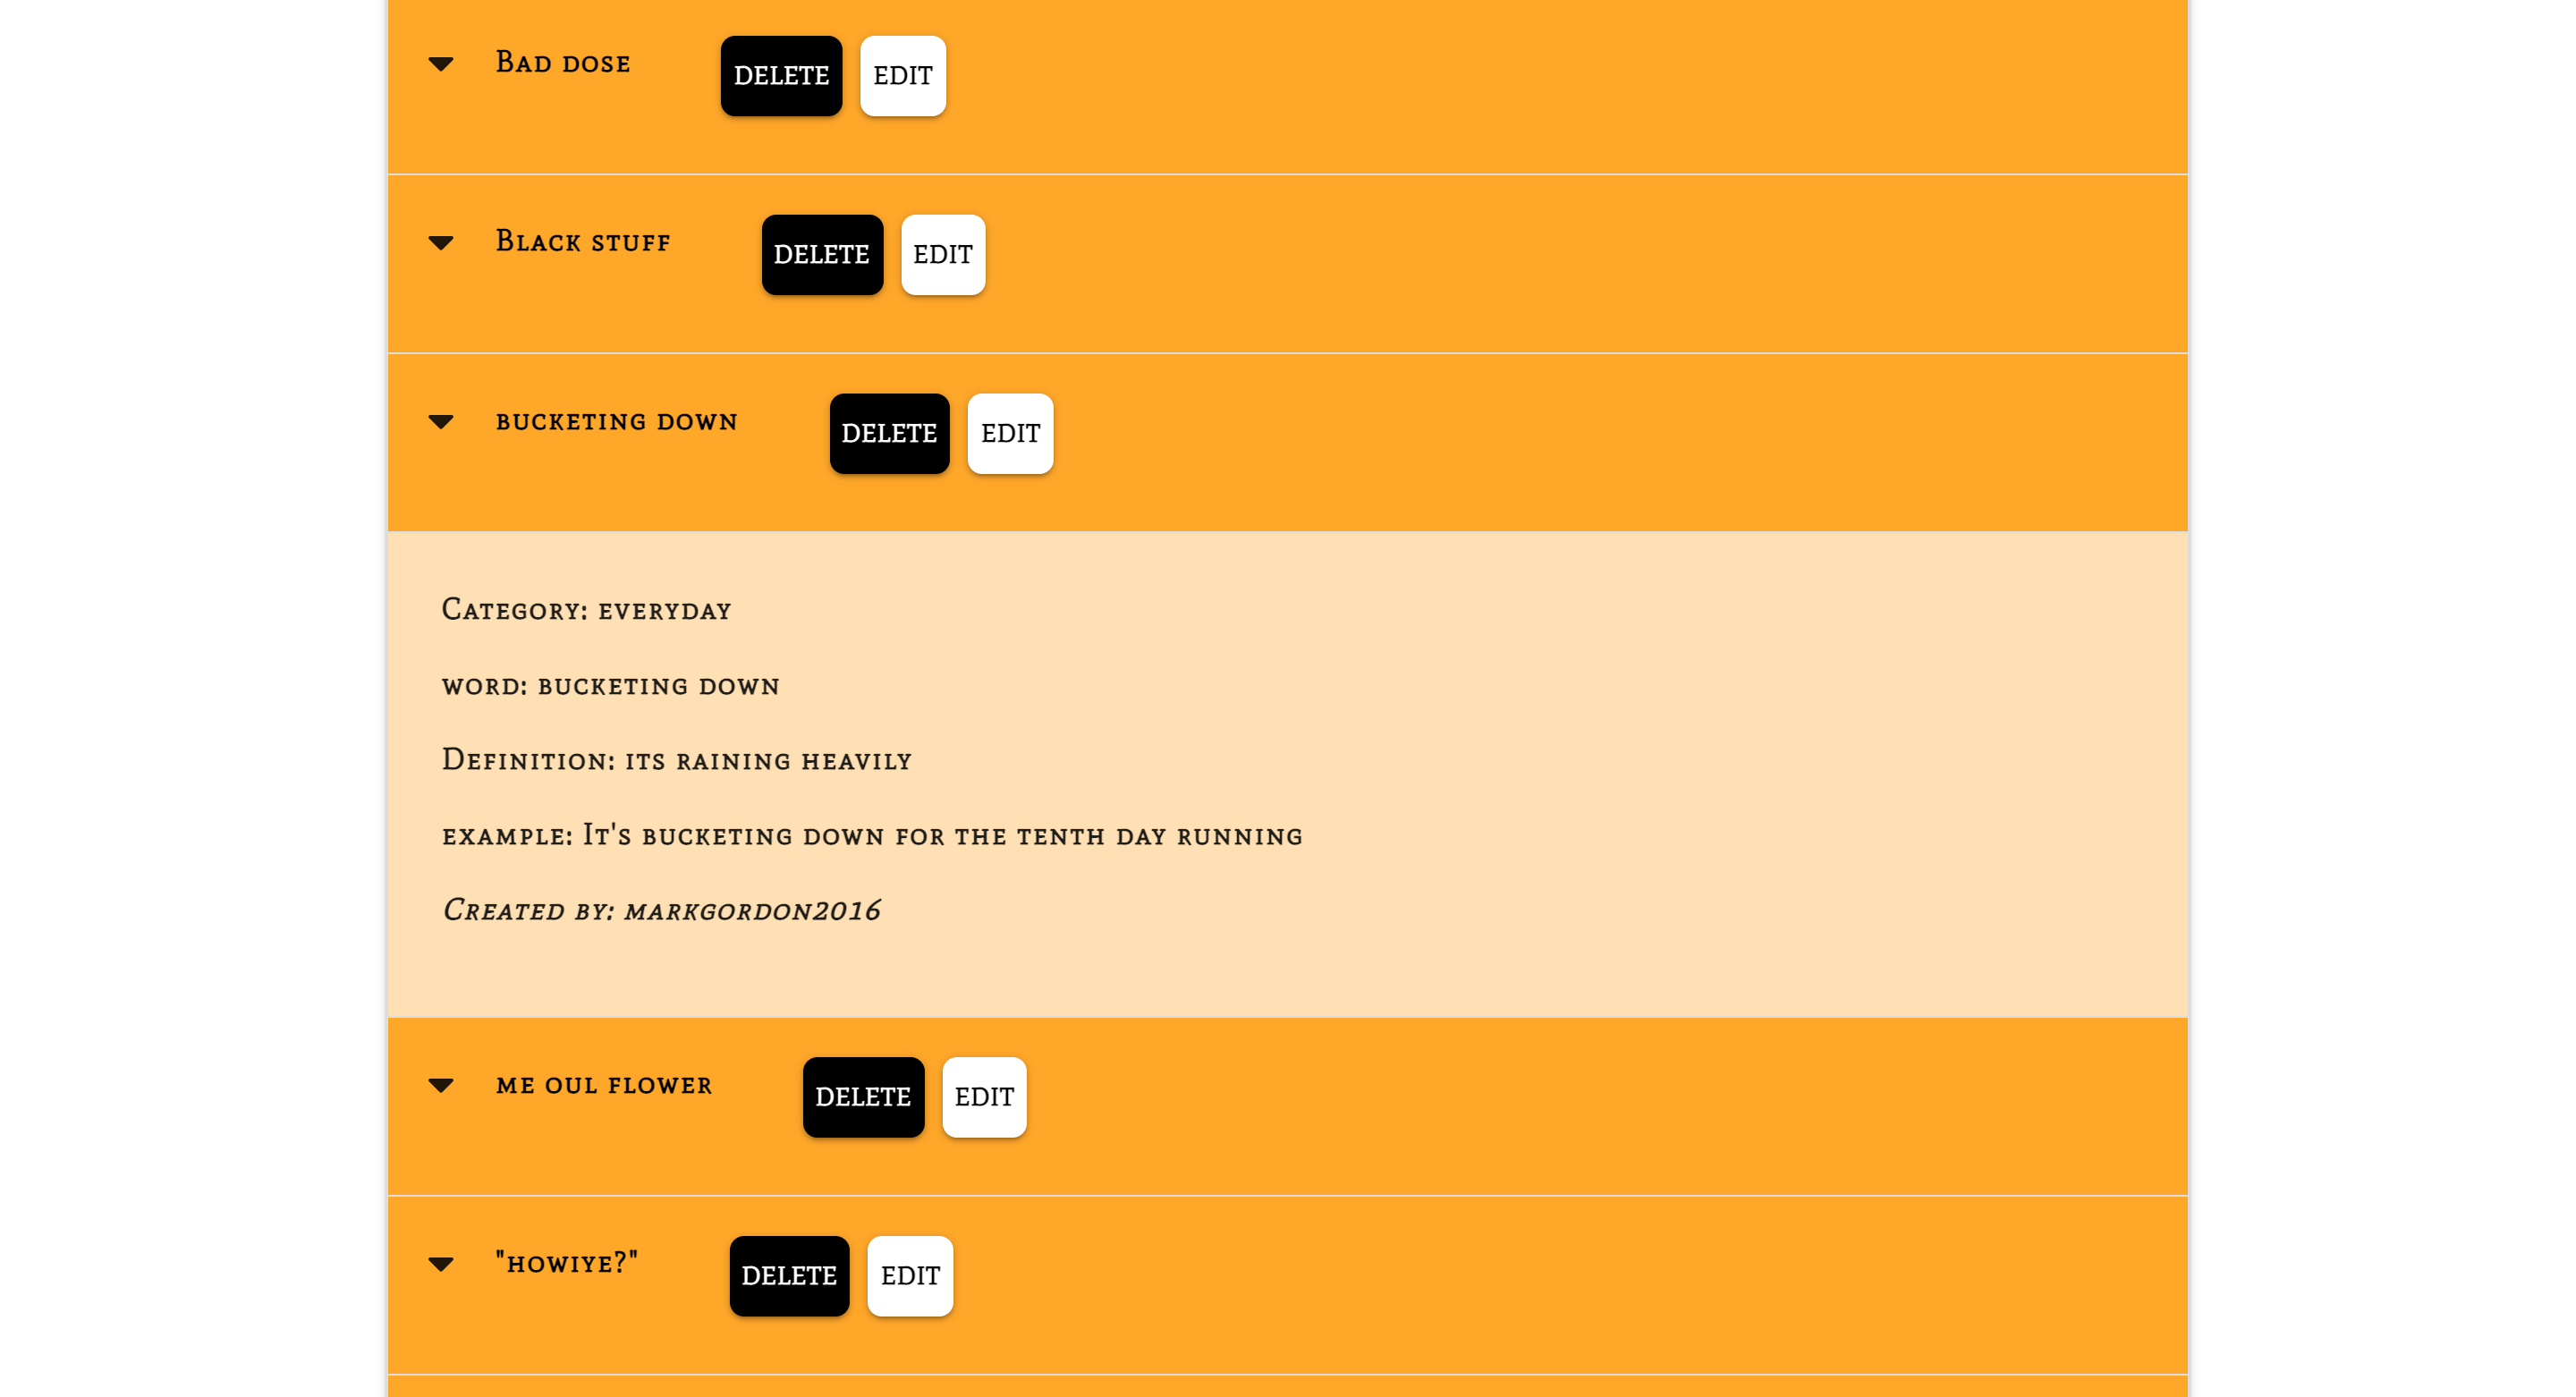 Bad dose DELETE EDIT
Black stuff DELETE EDIT
bucketing down DELETE EDIT
Category: everyday
word: bucketing down
Definition: its raining heavily
example: It's bucketing down for the tenth day running
Created by: markgordon2016
me oul flower DELETE EDIT
"howiye?" DELETE EDIT